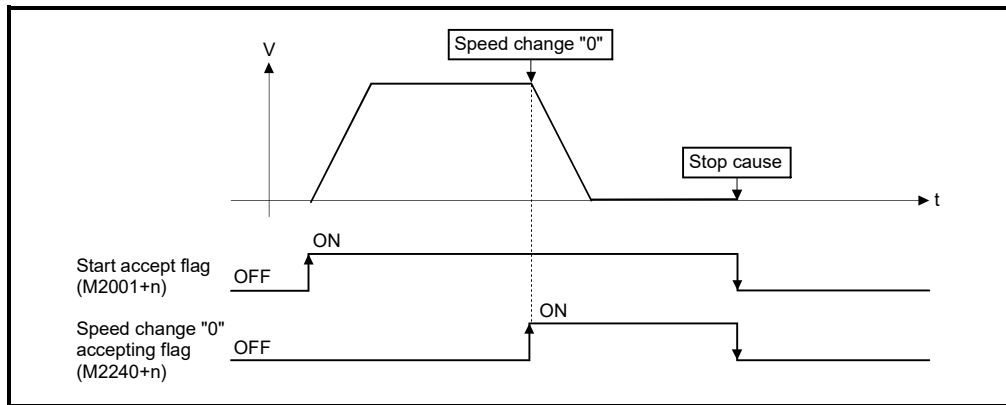 Speed change "0"
V
Stop cause
t
ON
Start accept flag
(M2001+n)
OFF
ON
Speed change "0"
accepting flag
(M2240+n)
OFF